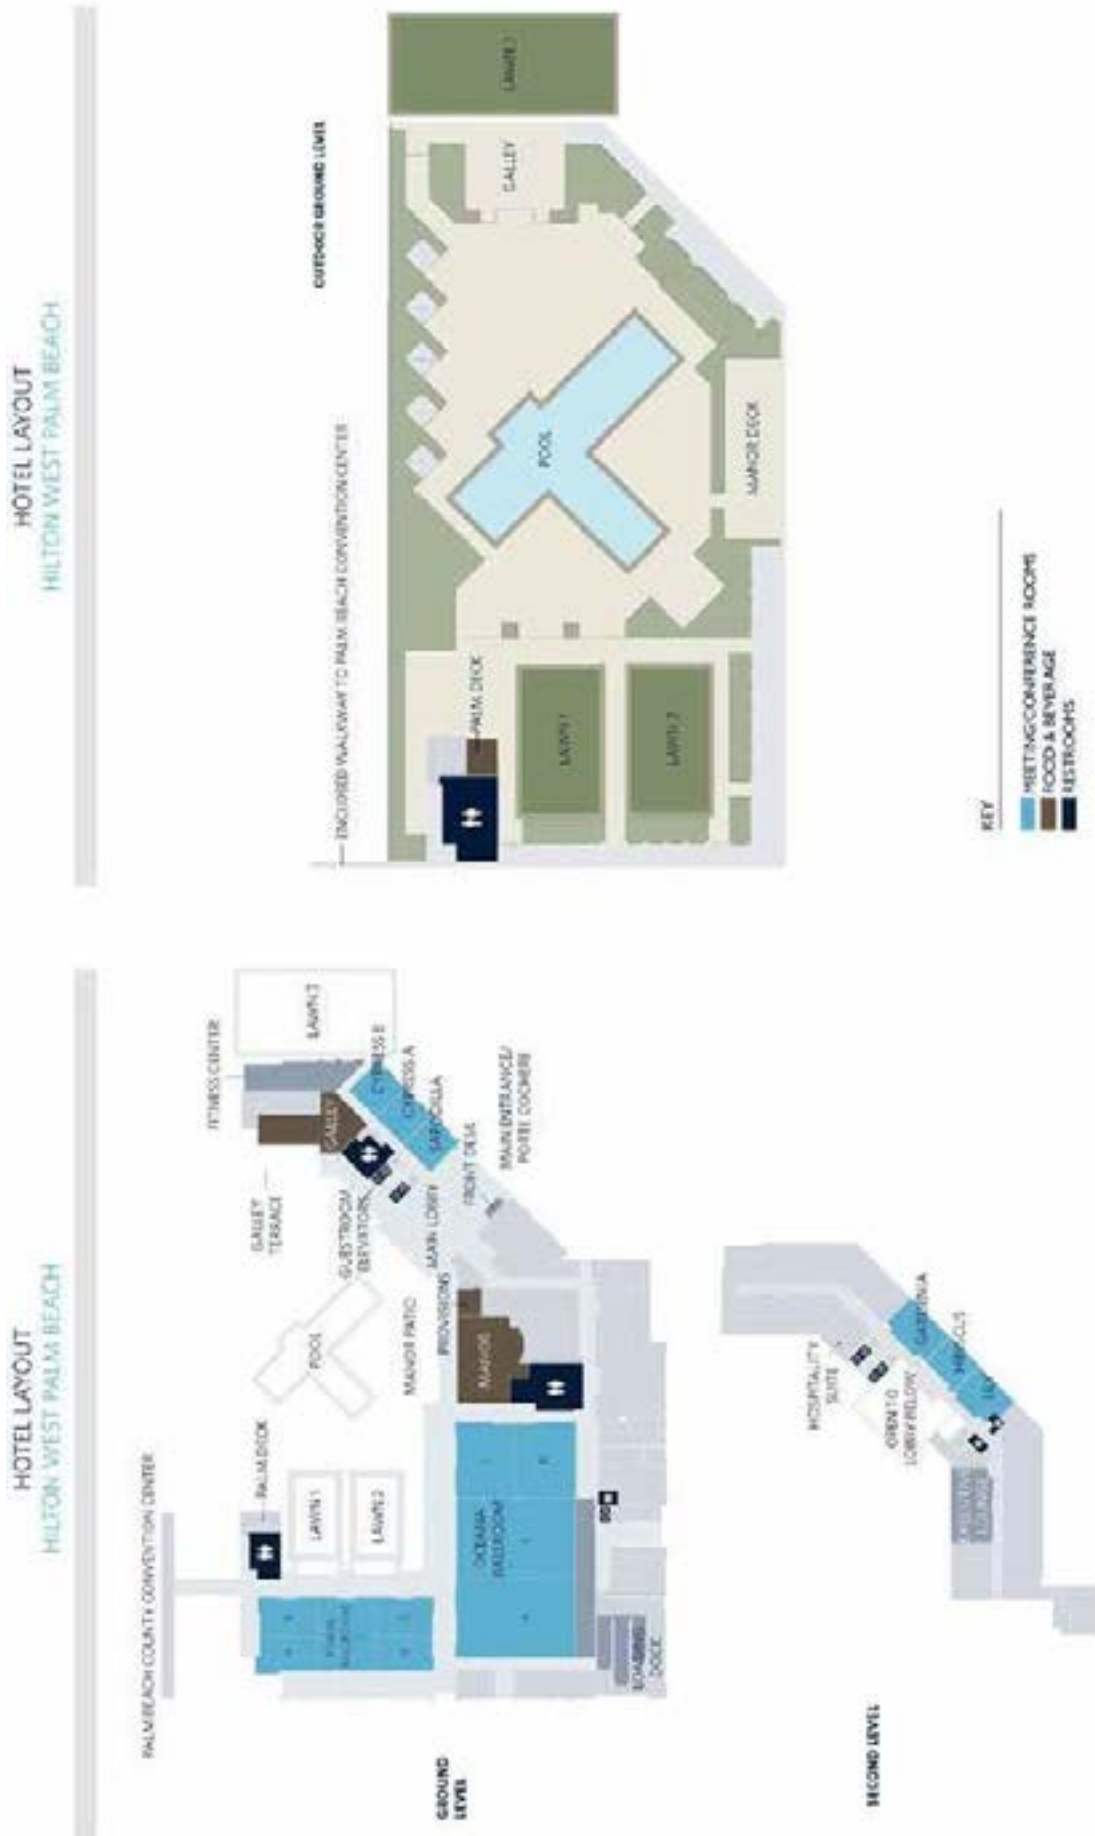 HOTEL LAYOUT
HILTON WEST PALM BEACH
PALM BEACH COUNTY CONVENTION CENTER
PALM DECK
LAWN 1
LAWN 2
POOL
GALLEY
TERRACE
FITNESS CENTER
LAWN 3
GALLEY
GUESTROOM
ELEVATORS
CYPRESS B
CYPRESS A
SAPODILLA
MAIN LOBBY
FRONT DESK
MAIN ENTRANCE/
PORTE COCHERE
MANOR PATIO
PROVISIONS
MANOR
OCEANA
BALLROOM
LOADING
DOCK
GROUND
LEVEL
HOSPITALITY
SUITE
OPEN TO
LOBBY BELOW
GARDENIA
HIBISCUS
SECOND LEVEL
HOTEL LAYOUT
HILTON WEST PALM BEACH
OUTDOOR GROUND LEVEL
ENCLOSED WALKWAY TO PALM BEACH CONVENTION CENTER
PALM DECK
LAWN 1
LAWN 2
POOL
GALLEY
MANOR DECK
KEY
MEETING/CONFERENCE ROOMS
FOOD & BEVERAGE
RESTROOMS